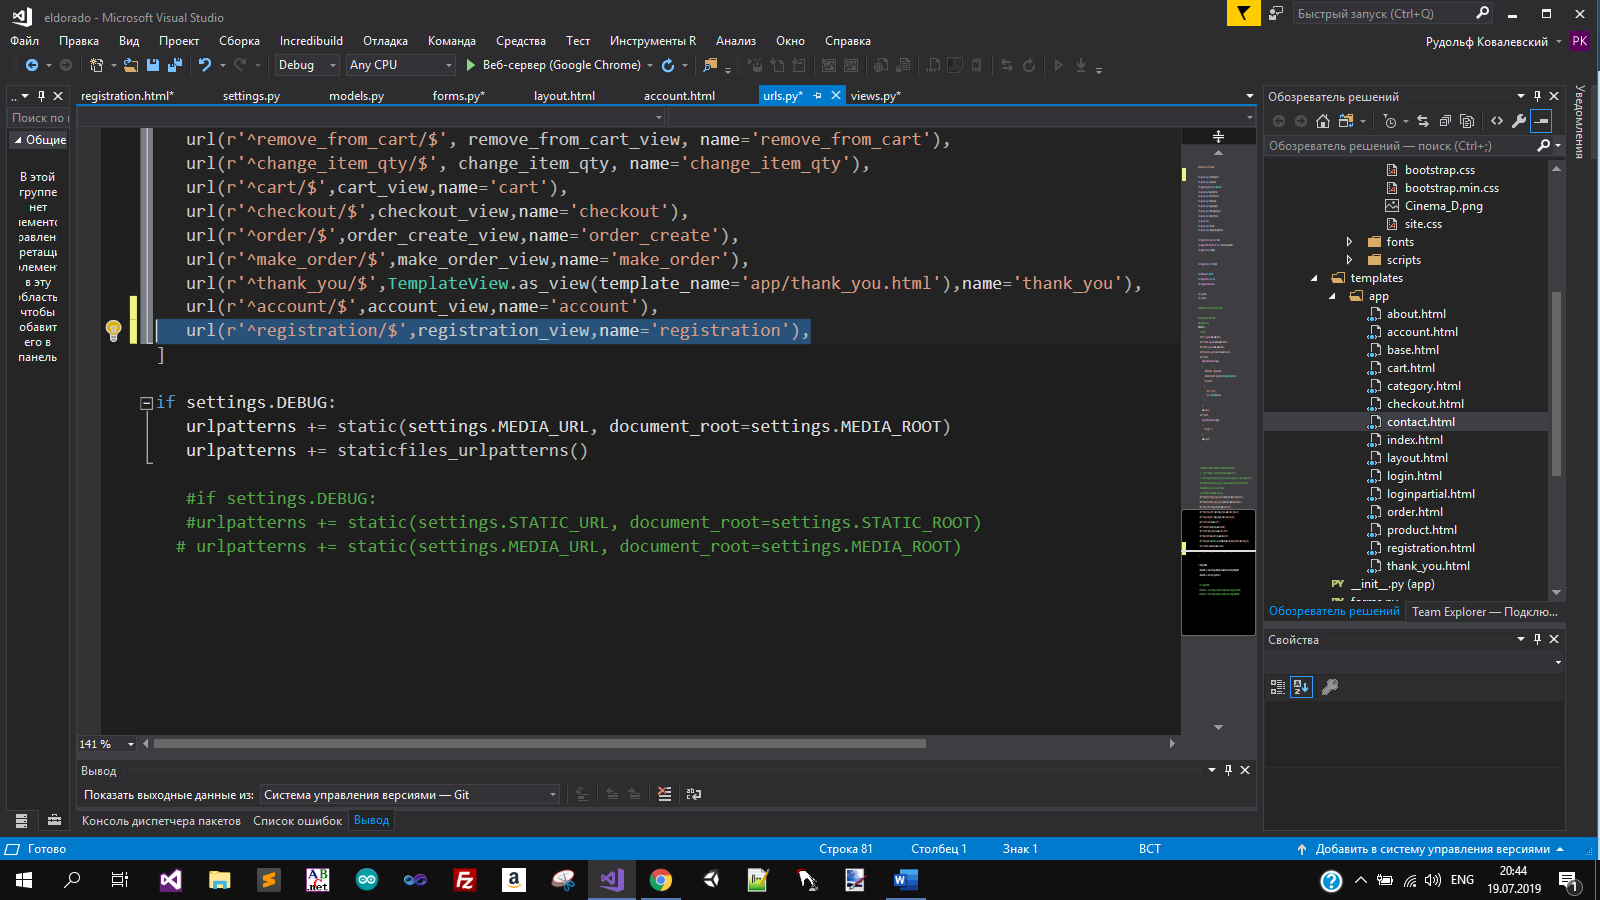 eldorado - Microsoft Visual Studio
Быстрый запуск (Ctrl+Q)
Файл Правка Вид Проект Сборка Incredibuild Отладка Команда Средства Тест Инструменты R Анализ Окно Справка
Рудольф Ковалевский РК
Debug Any CPU Веб-сервер (Google Chrome)
registration.html* settings.py models.py forms.py* layout.html account.html urls.py* views.py*
Поиск по
Общие
В этой
группе
нет
в эту
чтобы
его в
панель
url(r'^remove_from_cart/$', remove_from_cart_view, name='remove_from_cart'),
url(r'^change_item_qty/$', change_item_qty, name='change_item_qty'),
url(r'^cart/$',cart_view,name='cart'),
url(r'^checkout/$',checkout_view,name='checkout'),
url(r'^order/$',order_create_view,name='order_create'),
url(r'^make_order/$',make_order_view,name='make_order'),
url(r'^thank_you/$',TemplateView.as_view(template_name='app/thank_you.html'),name='thank_you'),
url(r'^account/$',account_view,name='account'),
url(r'^registration/$',registration_view,name='registration'),
]
if settings.DEBUG:
urlpatterns += static(settings.MEDIA_URL, document_root=settings.MEDIA_ROOT)
urlpatterns += staticfiles_urlpatterns()
#if settings.DEBUG:
#urlpatterns += static(settings.STATIC_URL, document_root=settings.STATIC_ROOT)
# urlpatterns += static(settings.MEDIA_URL, document_root=settings.MEDIA_ROOT)
141 %
Обозреватель решений
Обозреватель решений — поиск (Ctrl+;)
bootstrap.css
bootstrap.min.css
Cinema_D.png
site.css
fonts
scripts
templates
app
about.html
account.html
base.html
cart.html
category.html
checkout.html
contact.html
index.html
layout.html
login.html
loginpartial.html
order.html
product.html
registration.html
thank_you.html
PY __init__.py (app)
Обозреватель решений Team Explorer — Подклю...
Свойства
Уведомления
Вывод
Показать выходные данные из: Система управления версиями — Git
Консоль диспетчера пакетов Список ошибок Вывод
Готово Строка 81 Столбец 1 Знак 1 ВСТ Добавить в систему управления версиями
ENG
20:44
19.07.2019
1